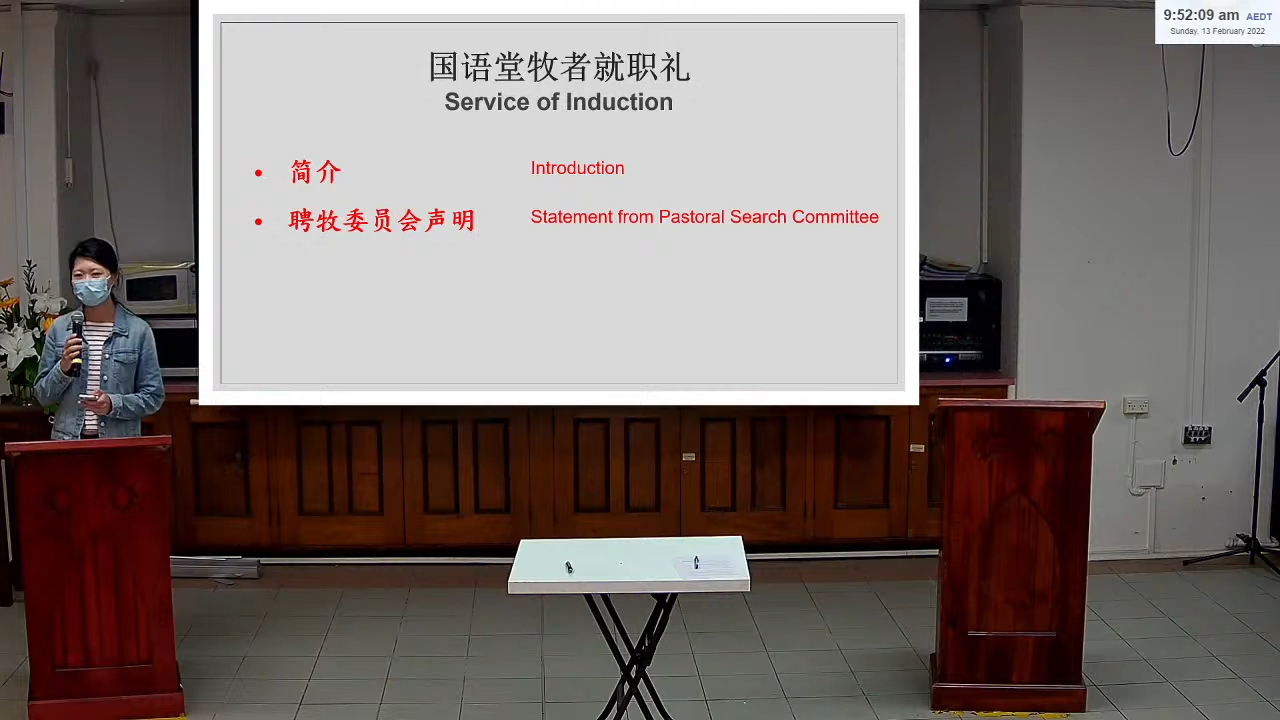 9:52:09 am AEDT
Sunday, 13 February 2022
国语堂牧者就职礼
Service of Induction
• 简介 Introduction
• 聘牧委员会声明 Statement from Pastoral Search Committee